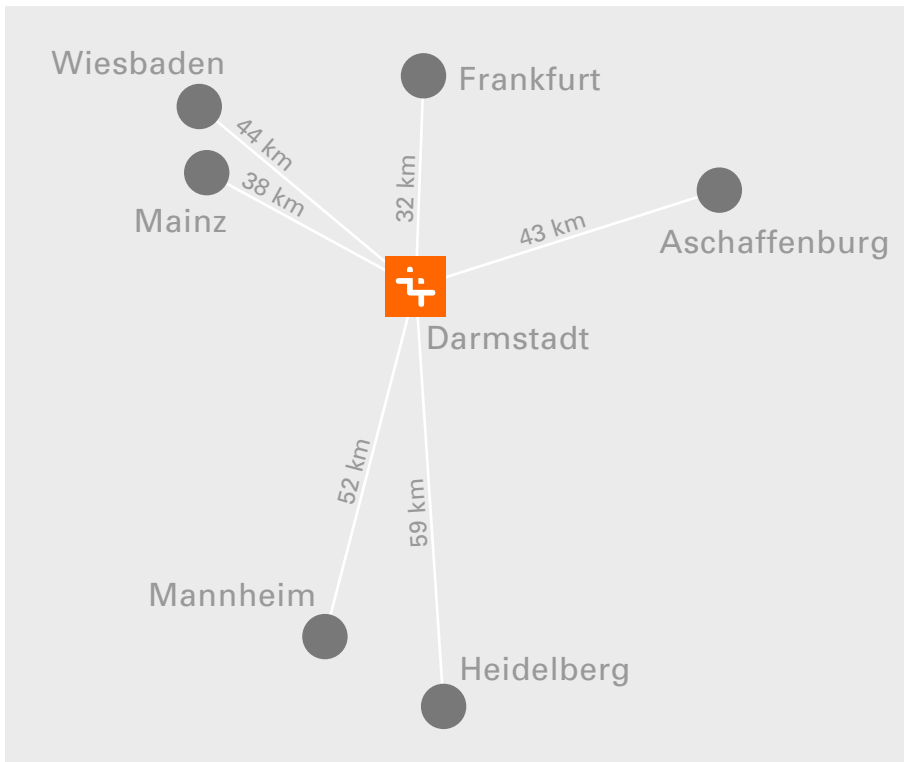 Wiesbaden
Frankfurt
44 km
38 km
32 km
Mainz
43 km
Aschaffenburg
Darmstadt
52 km
59 km
Mannheim
Heidelberg